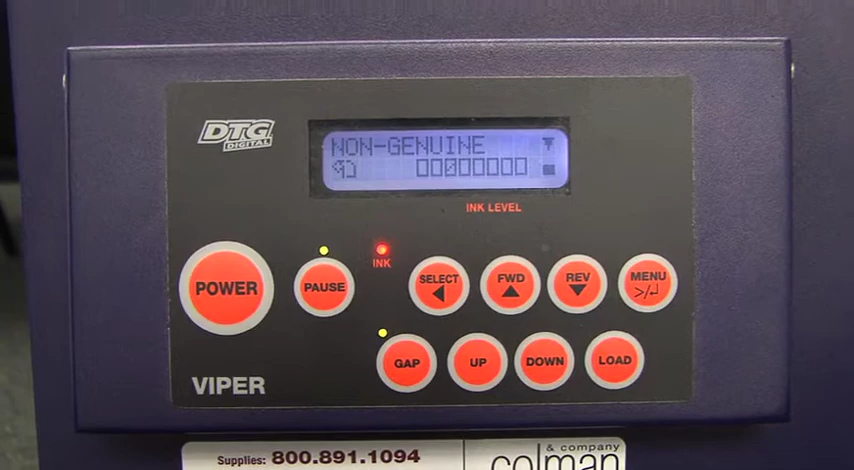 DTG
DIGITAL
NON-GENUINE
INK LEVEL
INK
POWER
PAUSE
SELECT
FWD
REV
MENU
>/↵
GAP
UP
DOWN
LOAD
VIPER
Supplies: 800.891.1094
& company
colman